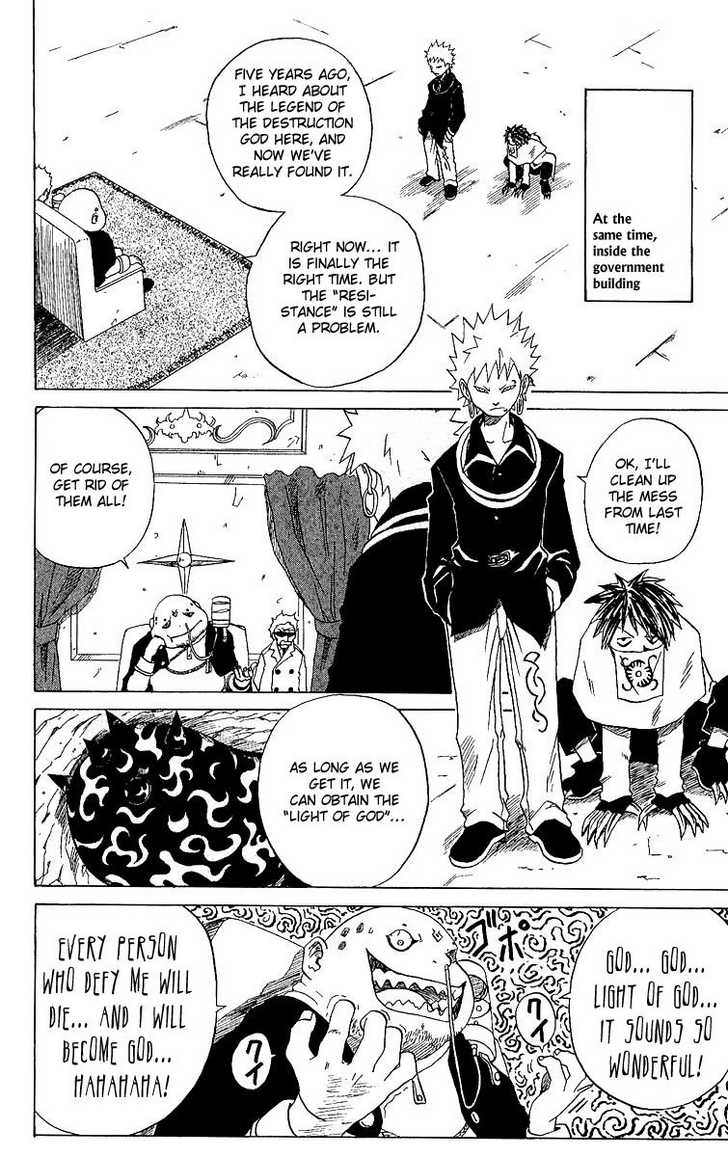 At the
same time,
inside the
government
building
FIVE YEARS AGO,
I HEARD ABOUT
THE LEGEND OF
THE DESTRUCTION
GOD HERE, AND
NOW WE'VE
REALLY FOUND IT.
RIGHT NOW... IT
IS FINALLY THE
RIGHT TIME. BUT
THE "RESI-
STANCE" IS STILL
A PROBLEM.
OK, I'LL
CLEAN UP
THE MESS
FROM LAST
TIME!
OF COURSE,
GET RID OF
THEM ALL!
AS LONG AS WE
GET IT, WE
CAN OBTAIN THE
"LIGHT OF GOD"...
GOD... GOD...
LIGHT OF GOD...
IT SOUNDS SO
WONDERFUL!
ゴポ
クイ
クイ
EVERY PERSON
WHO DEFY ME WILL
DIE... AND I WILL
BECOME GOD...
HAHAHAHA!